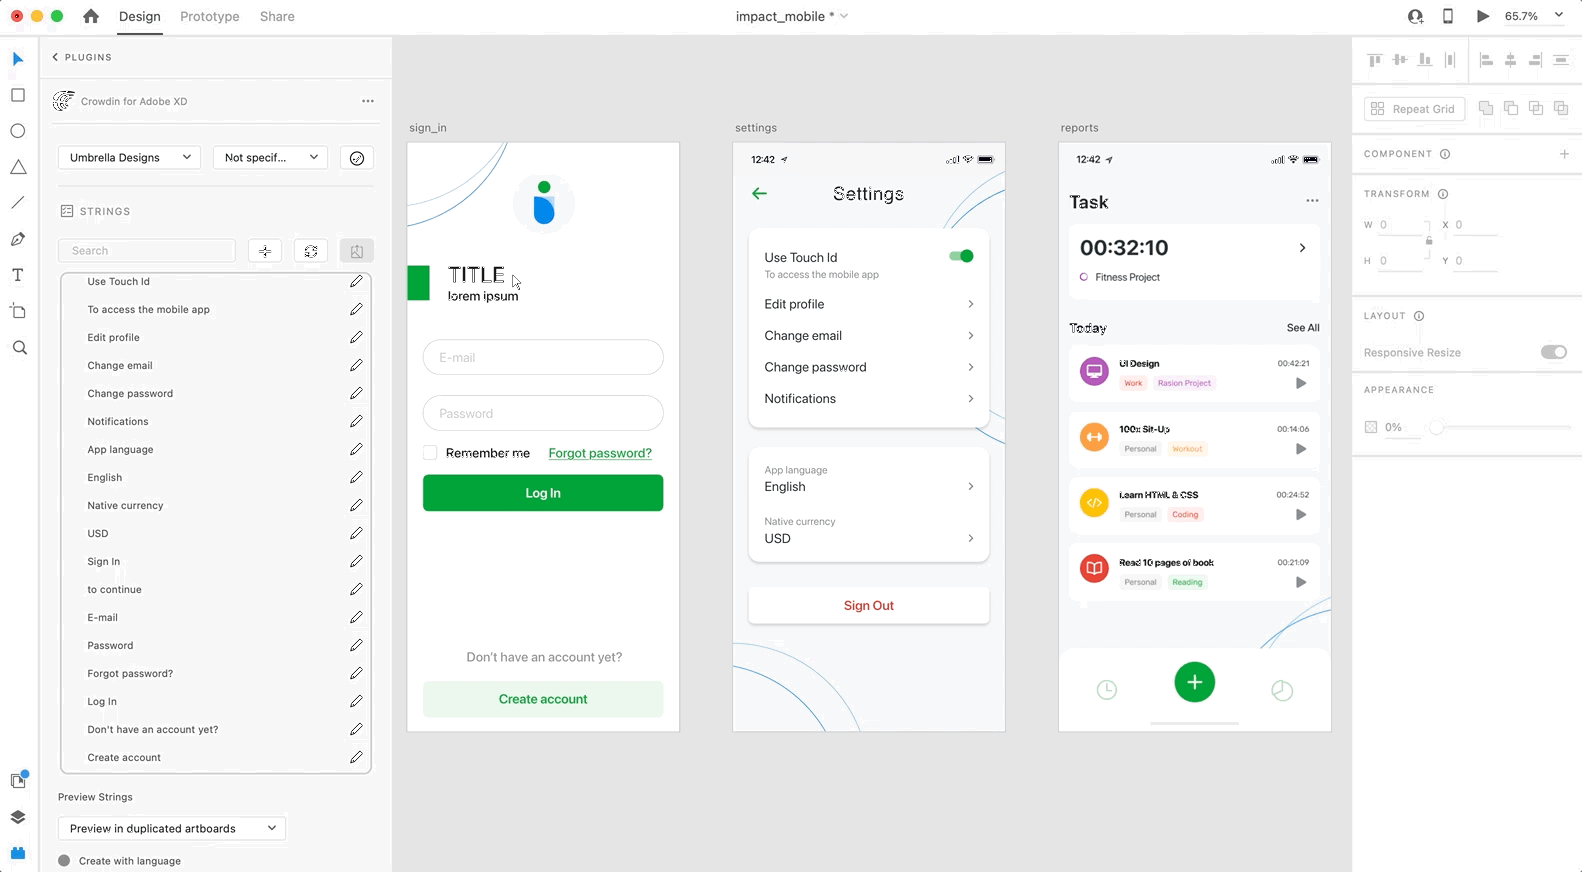 Design
Prototype
Share
impact_mobile *
65.7%
PLUGINS
Crowdin for Adobe XD
Umbrella Designs
Not specif...
STRINGS
Search
Use Touch Id
To access the mobile app
Edit profile
Change email
Change password
Notifications
App language
English
Native currency
USD
Sign In
to continue
E-mail
Password
Forgot password?
Log In
Don't have an account yet?
Create account
Preview Strings
Preview in duplicated artboards
Create with language
sign_in
TITLE
lorem ipsum
E-mail
Password
Remember me
Forgot password?
Log In
Don't have an account yet?
Create account
settings
12:42
Settings
Use Touch Id
To access the mobile app
Edit profile
Change email
Change password
Notifications
App language
English
Native currency
USD
Sign Out
reports
12:42
Task
00:32:10
Fitness Project
Today
See All
UI Design
00:42:21
Work
Rasion Project
100x Sit-Up
00:14:06
Personal
Workout
Learn HTML & CSS
00:24:52
Personal
Coding
Read 10 pages of book
00:21:09
Personal
Reading
Repeat Grid
COMPONENT
TRANSFORM
W 0
X 0
H 0
Y 0
LAYOUT
Responsive Resize
APPEARANCE
0%